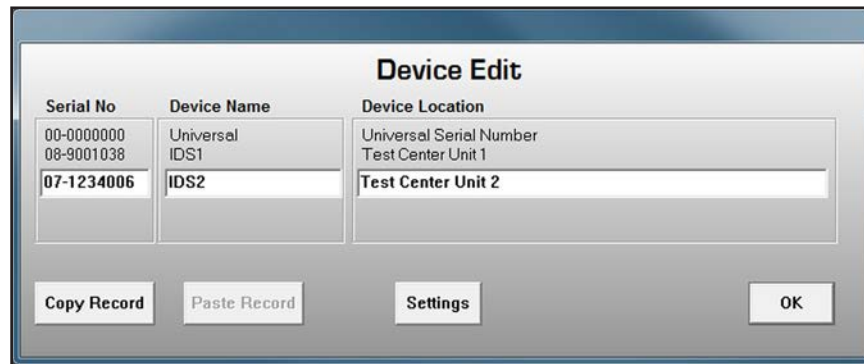 Device Edit
Serial No Device Name Device Location
00-0000000 Universal Universal Serial Number
08-9001038 IDS1 Test Center Unit 1
07-1234006 IDS2 Test Center Unit 2
Copy Record Paste Record Settings OK